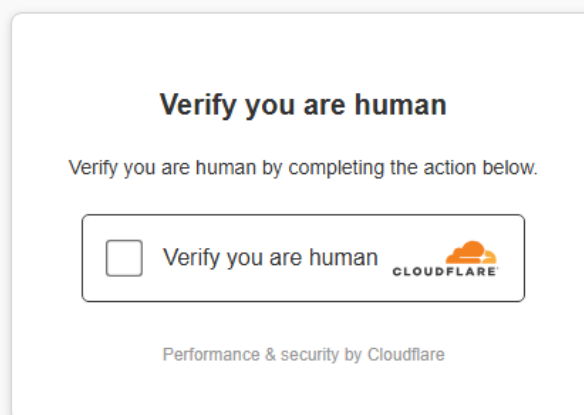 Verify you are human
Verify you are human by completing the action below.
Verify you are human
CLOUDFLARE
Performance & security by Cloudflare